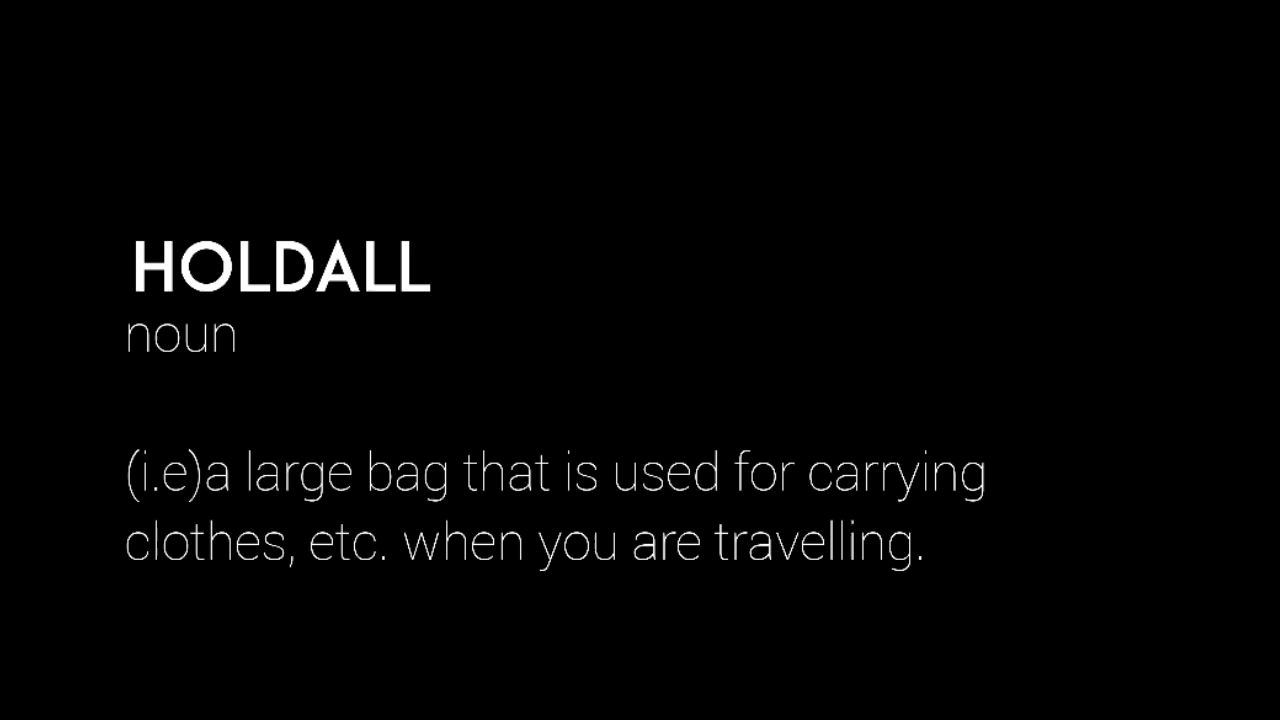 HOLDALL
noun
(i.e)a large bag that is used for carrying
clothes, etc. when you are travelling.